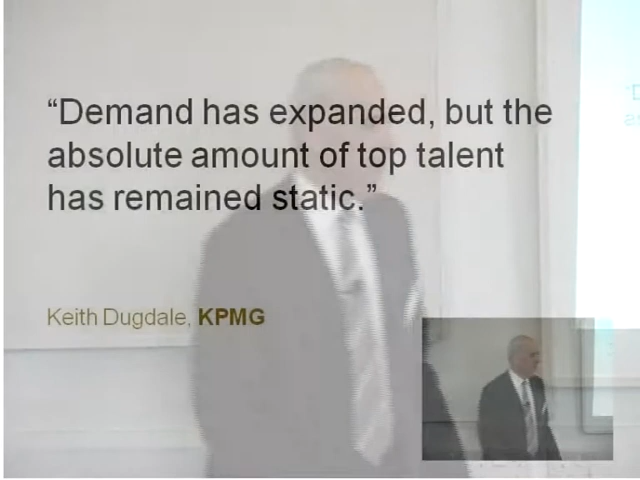 “Demand has expanded, but the
absolute amount of top talent
has remained static.”
Keith Dugdale, KPMG